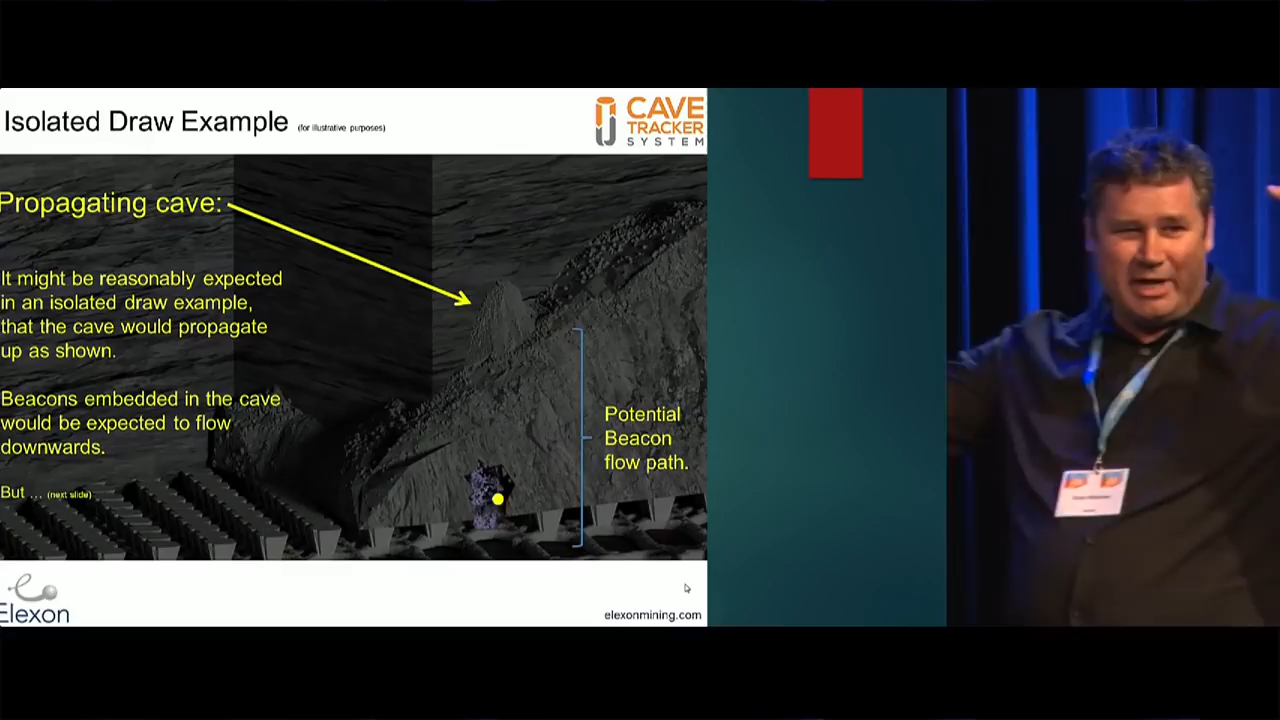 Isolated Draw Example (for illustrative purposes)
CAVE
TRACKER
SYSTEM
Propagating cave:
It might be reasonably expected
in an isolated draw example,
that the cave would propagate
up as shown.
Beacons embedded in the cave
would be expected to flow
downwards.
But ... (next slide)
Potential
Beacon
flow path.
Elexon
elexonmining.com